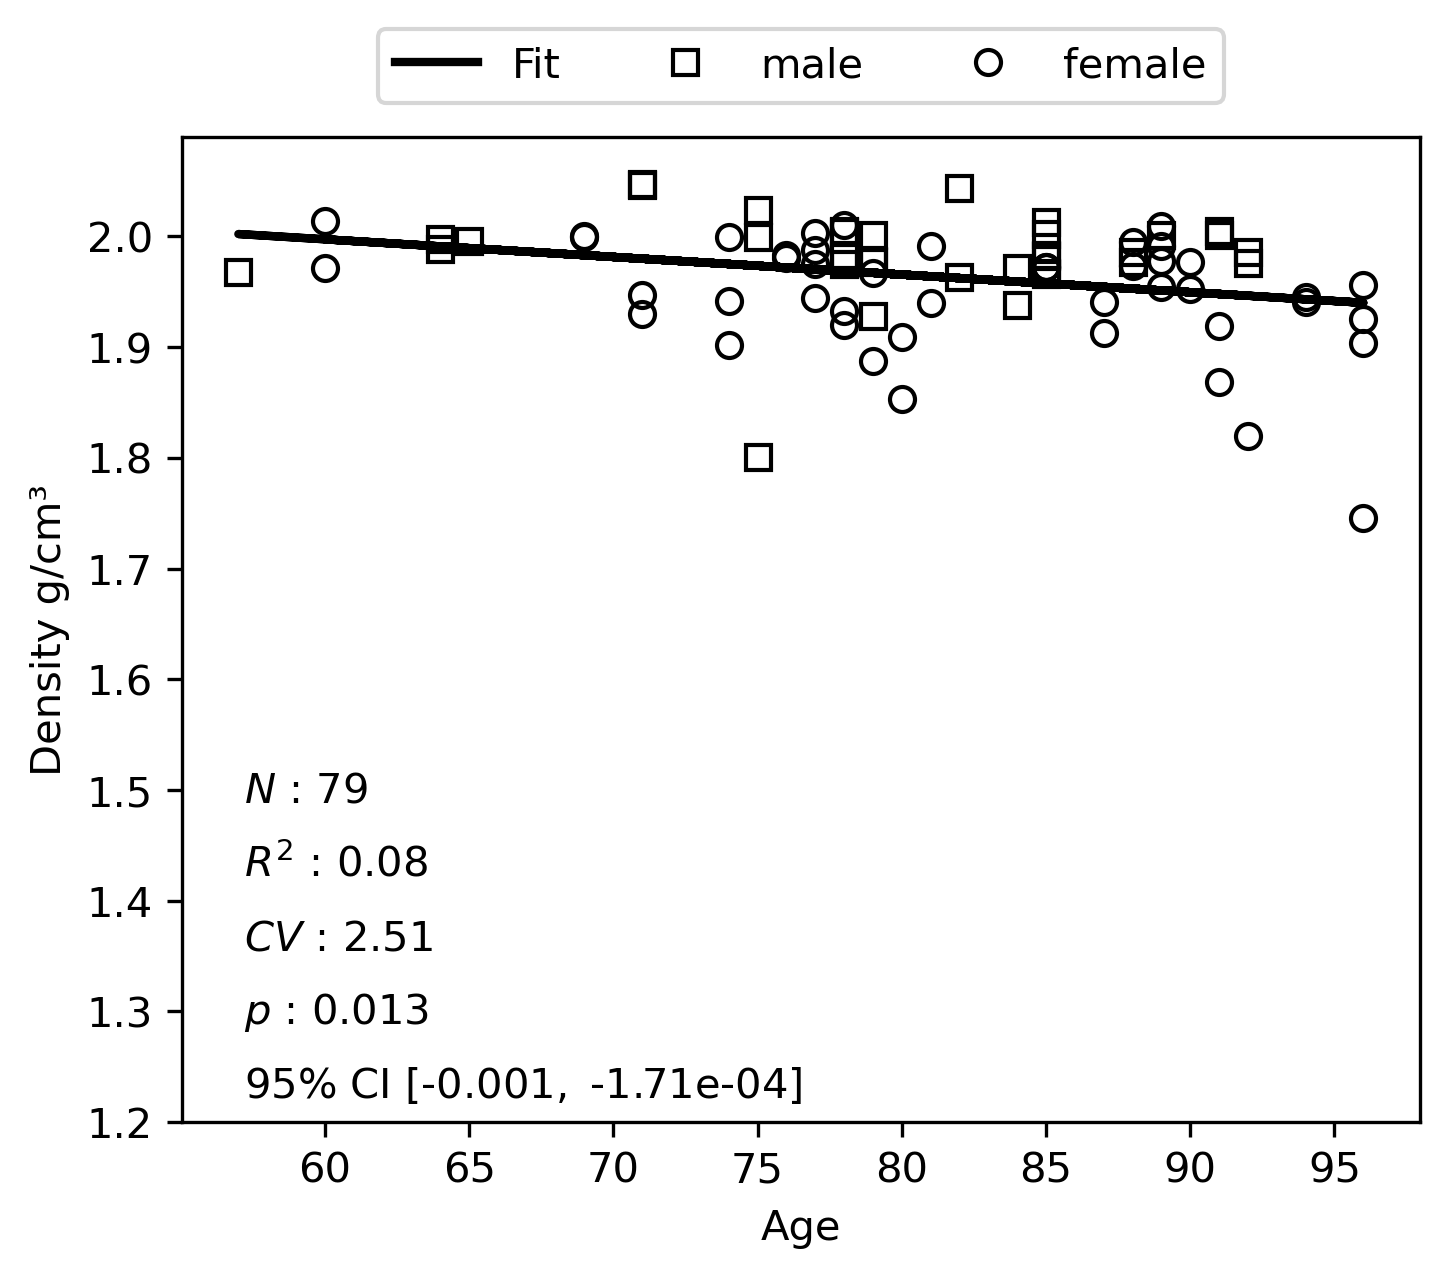 Fit male female
2.0
1.9
1.8
1.7
1.6
1.5
1.4
1.3
1.2
Density g/cm³
N : 79
R² : 0.08
CV : 2.51
p : 0.013
95% CI [-0.001, -1.71e-04]
60 65 70 75 80 85 90 95
Age